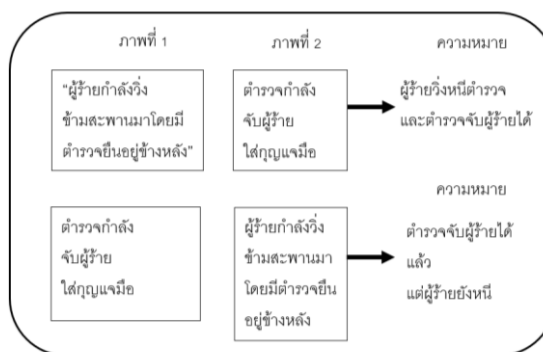 ภาพที่ 1 ภาพที่ 2 ความหมาย
"ผู้ร้ายกำลังวิ่ง
ข้ามสะพานมาโดยมี
ตำรวจยืนอยู่ข้างหลัง"
ตำรวจกำลัง
จับผู้ร้าย
ใส่กุญแจมือ
ผู้ร้ายวิ่งหนีตำรวจ
และตำรวจจับผู้ร้ายได้
ความหมาย
ตำรวจกำลัง
จับผู้ร้าย
ใส่กุญแจมือ
ผู้ร้ายกำลังวิ่ง
ข้ามสะพานมา
โดยมีตำรวจยืน
อยู่ข้างหลัง
ตำรวจจับผู้ร้ายได้
แล้ว
แต่ผู้ร้ายยังหนี